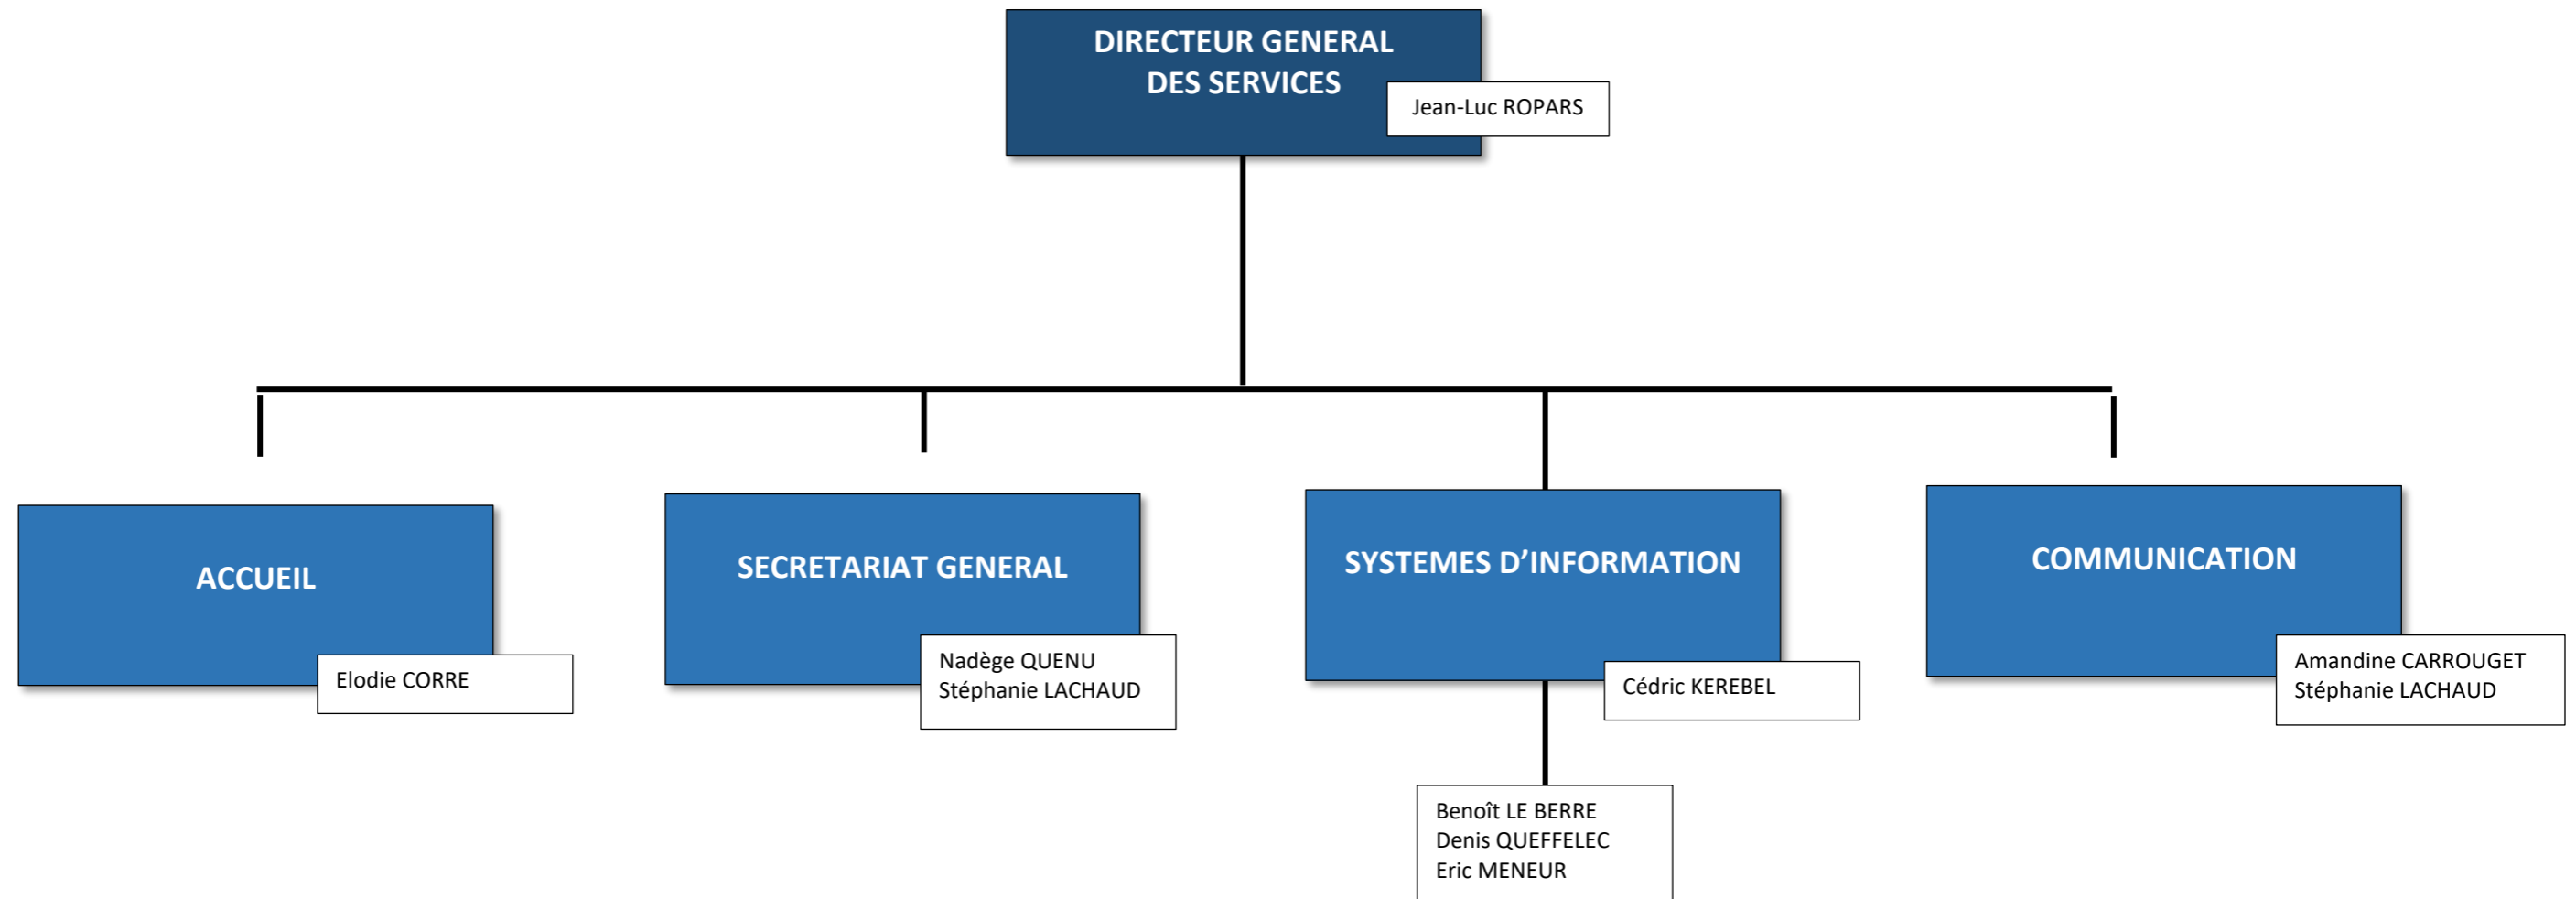 DIRECTEUR GENERAL
DES SERVICES
Jean-Luc ROPARS
ACCUEIL
Elodie CORRE
SECRETARIAT GENERAL
Nadège QUENU
Stéphanie LACHAUD
SYSTEMES D’INFORMATION
Cédric KEREBEL
Benoît LE BERRE
Denis QUEFFELEC
Eric MENEUR
COMMUNICATION
Amandine CARROUGET
Stéphanie LACHAUD